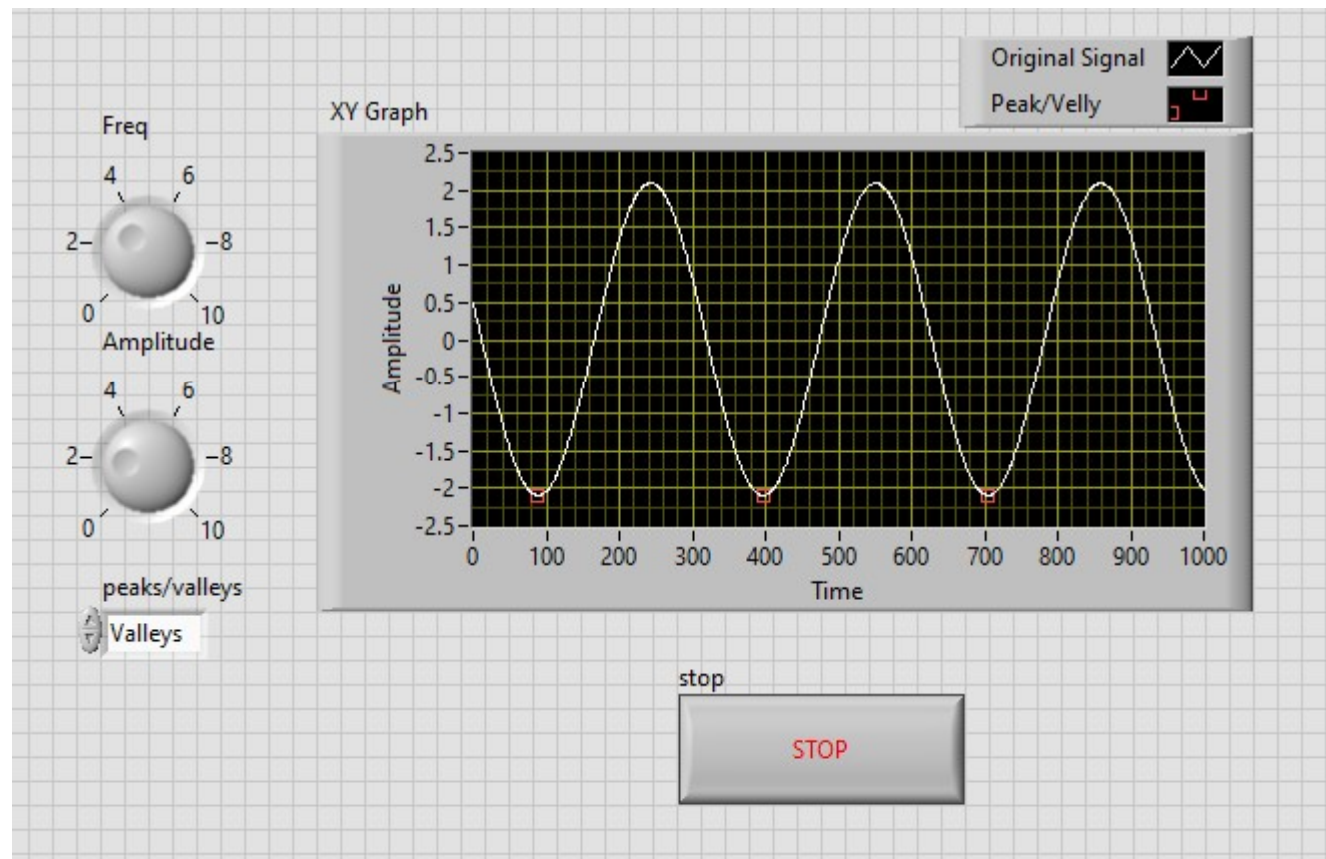 Original Signal
Peak/Velly
XY Graph
Freq
4 6
2 8
0 10
Amplitude
4 6
2 8
0 10
peaks/valleys
Valleys
Amplitude
2.5
2
1.5
1
0.5
0
-0.5
-1
-1.5
-2
-2.5
0 100 200 300 400 500 600 700 800 900 1000
Time
stop
STOP